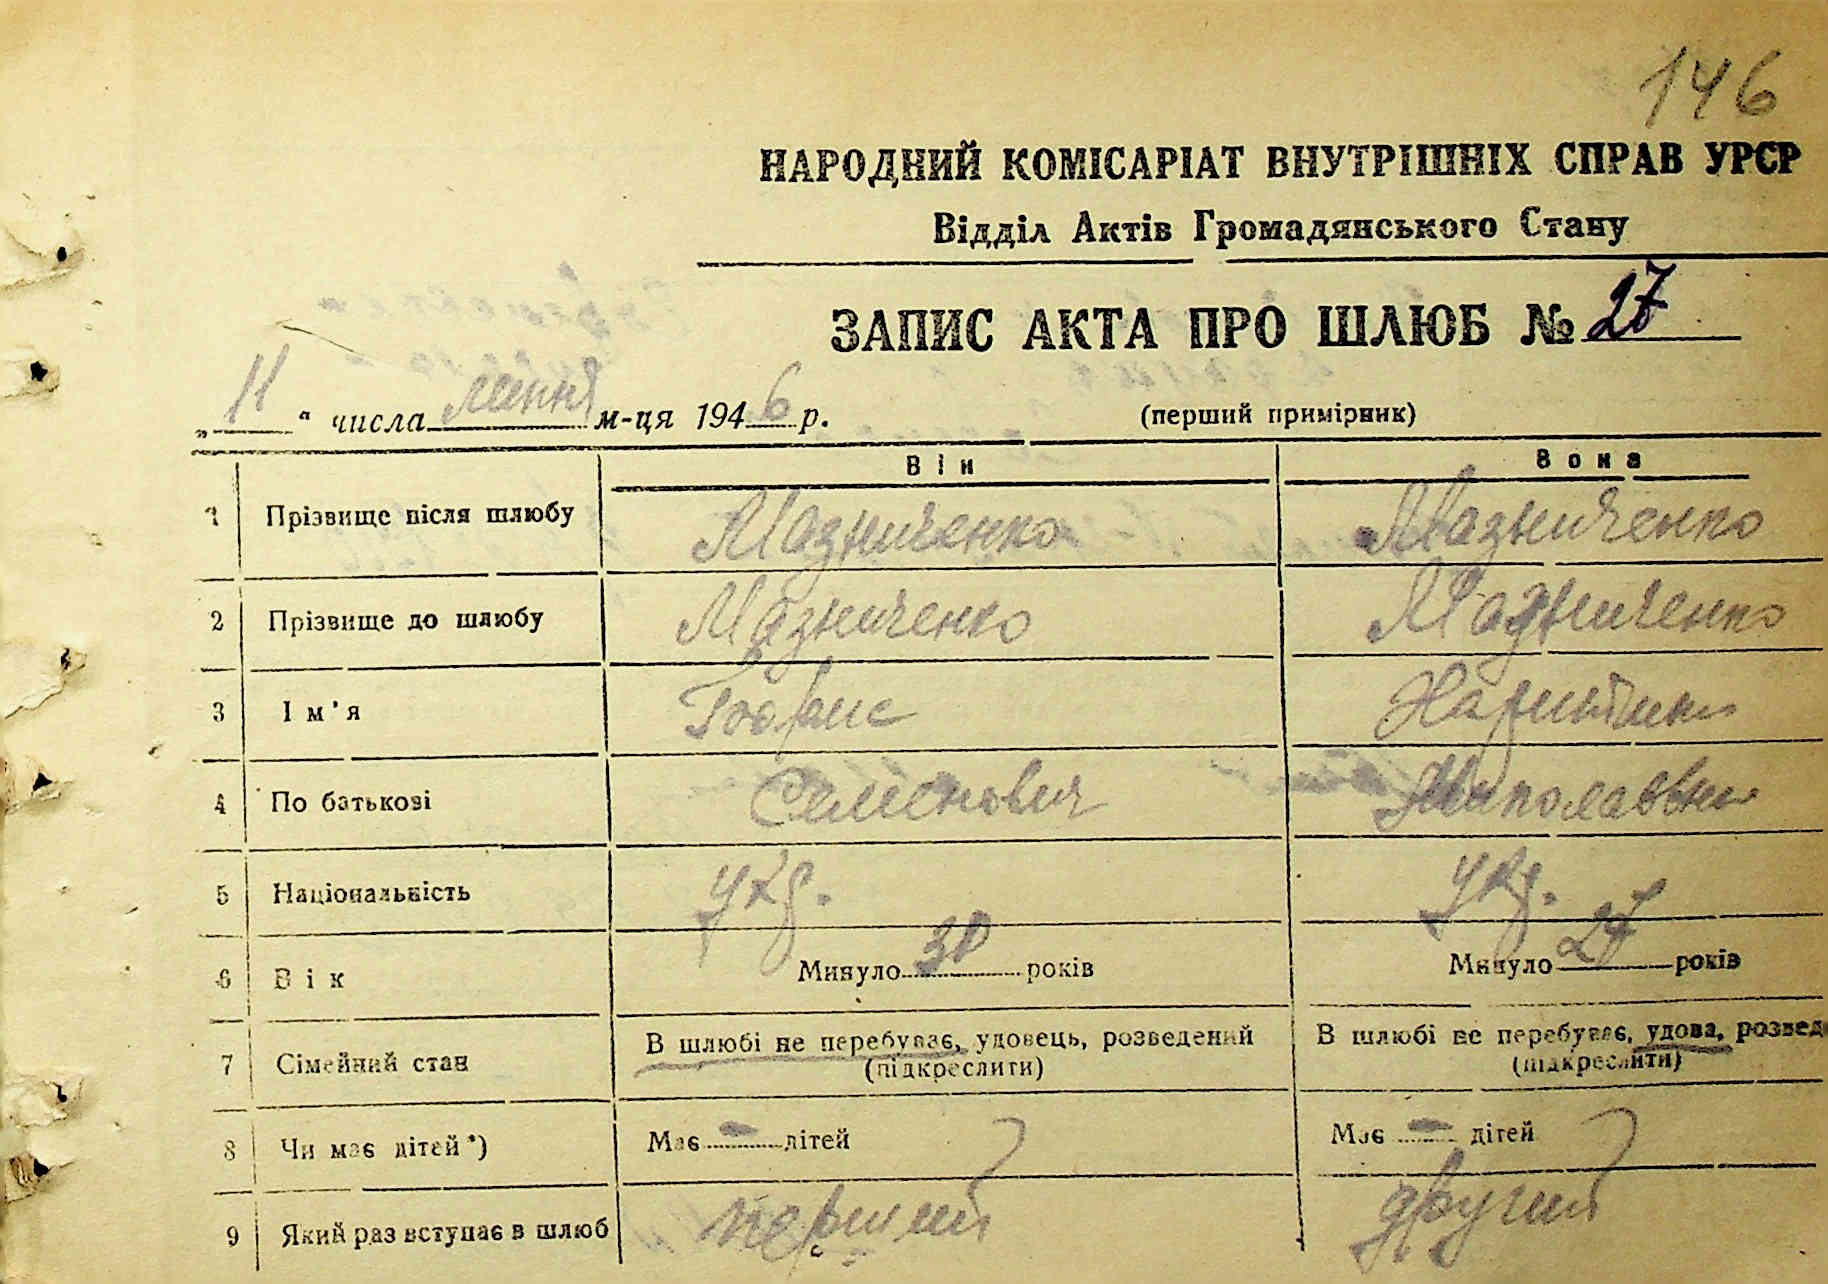 146
НАРОДНИЙ КОМІСАРІАТ ВНУТРІШНІХ СПРАВ УРСР
Відділ Актів Громадянського Стану
ЗАПИС АКТА ПРО ШЛЮБ № 27
„ 11 “ числа липня м-ця 1946 р. (перший примірник)
Він Вона
1 Прізвище після шлюбу Мазниченко Мазниченко
2 Прізвище до шлюбу Мазниченко Мазниченко
3 Ім'я Борис
4 По батькові Семенович Николаевна
5 Національність укр. укр.
6 Вік Минуло років Минуло 27 років
7 Сімейний стан В шлюбі не перебуває, удовець, розведений В шлюбі не перебуває, удова, розвед
(підкреслити) (підкреслити)
8 Чи має дітей *) Має — дітей Має — дітей
9 Який раз вступає в шлюб перший другий